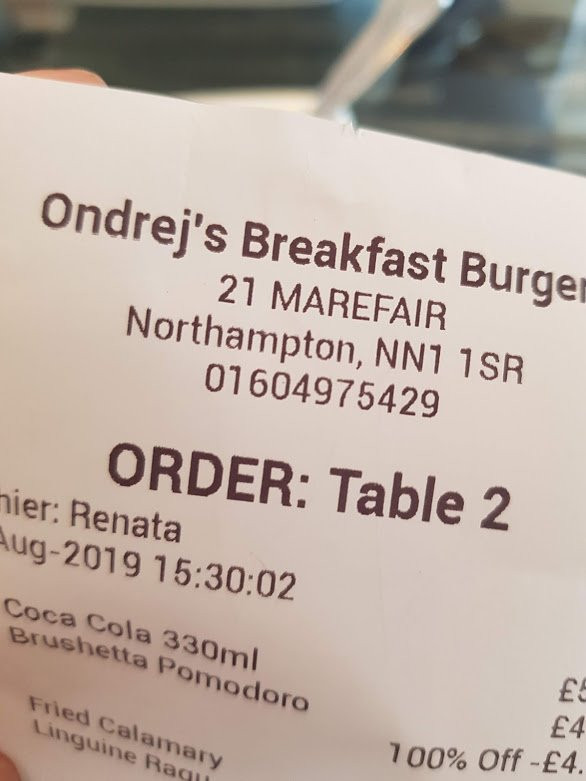 Ondrej's Breakfast Burger
21 MAREFAIR
Northampton, NN1 1SR
01604975429
ORDER: Table 2
hier: Renata
Aug-2019 15:30:02
Coca Cola 330ml
Brushetta Pomodoro
£5
£4
Fried Calamary
100% Off -£4.
Linguine Ragu